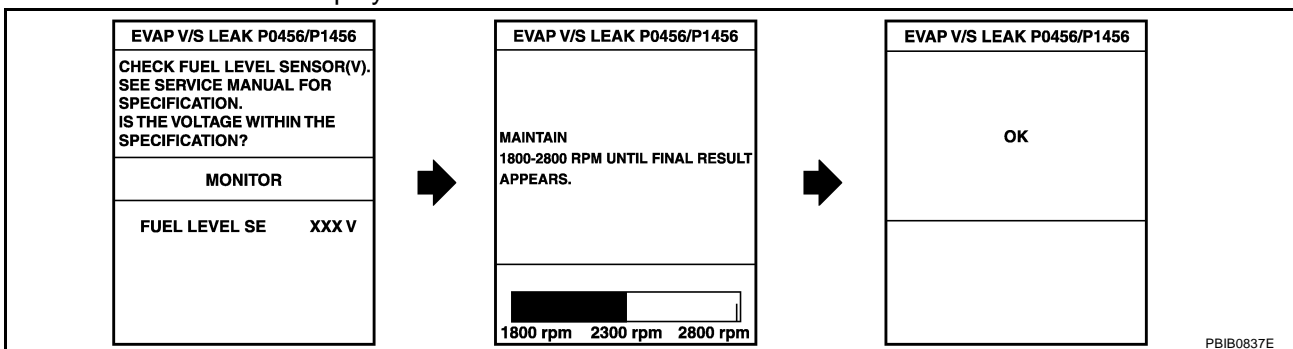 EVAP V/S LEAK P0456/P1456
CHECK FUEL LEVEL SENSOR(V).
SEE SERVICE MANUAL FOR
SPECIFICATION.
IS THE VOLTAGE WITHIN THE
SPECIFICATION?
MONITOR
FUEL LEVEL SE XXX V
EVAP V/S LEAK P0456/P1456
MAINTAIN
1800-2800 RPM UNTIL FINAL RESULT
APPEARS.
1800 rpm 2300 rpm 2800 rpm
EVAP V/S LEAK P0456/P1456
OK
PBIB0837E